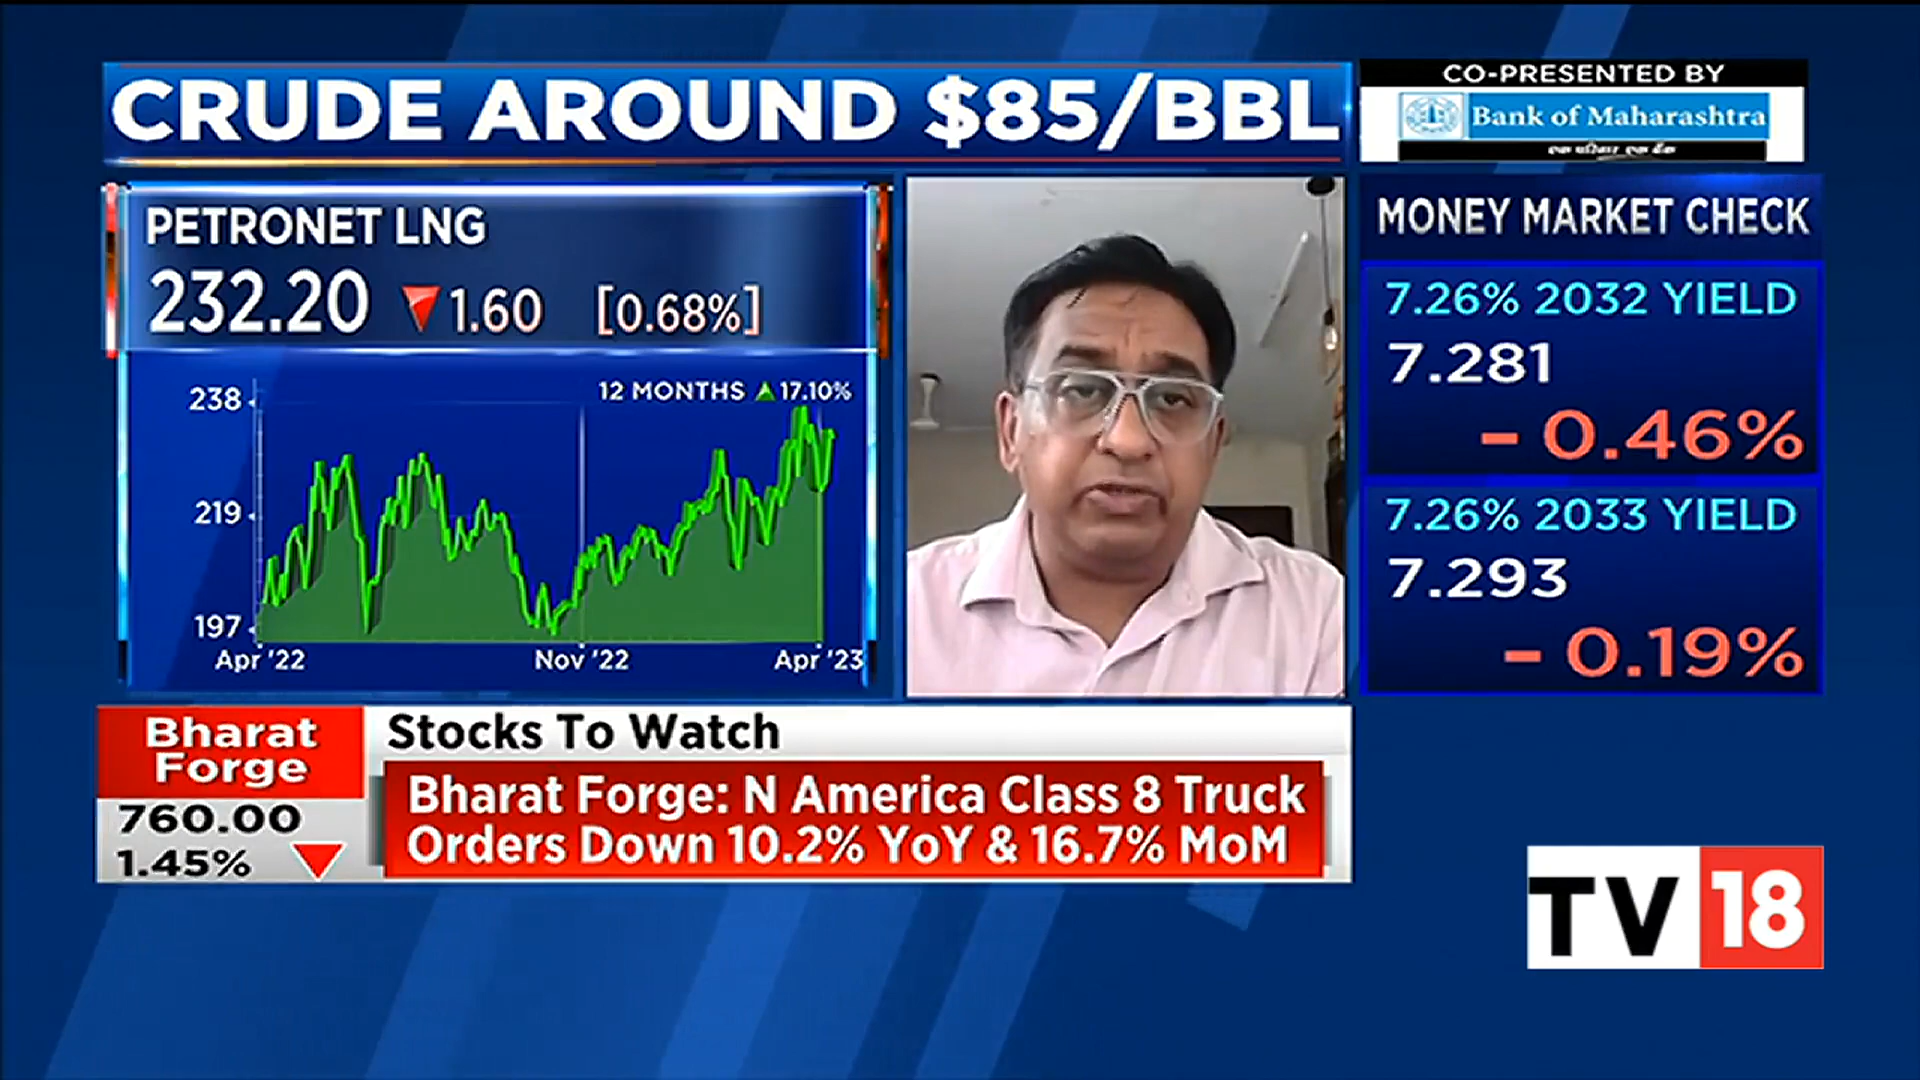 CRUDE AROUND $85/BBL
CO-PRESENTED BY
Bank of Maharashtra
एक परिवार एक बैंक
PETRONET LNG
232.20 ▼1.60 [0.68%]
12 MONTHS ▲17.10%
238
219
197
Apr '22 Nov '22 Apr '23
MONEY MARKET CHECK
7.26% 2032 YIELD
7.281
- 0.46%
7.26% 2033 YIELD
7.293
- 0.19%
Bharat
Forge
760.00
1.45% ▼
Stocks To Watch
Bharat Forge: N America Class 8 Truck
Orders Down 10.2% YoY & 16.7% MoM
TV18